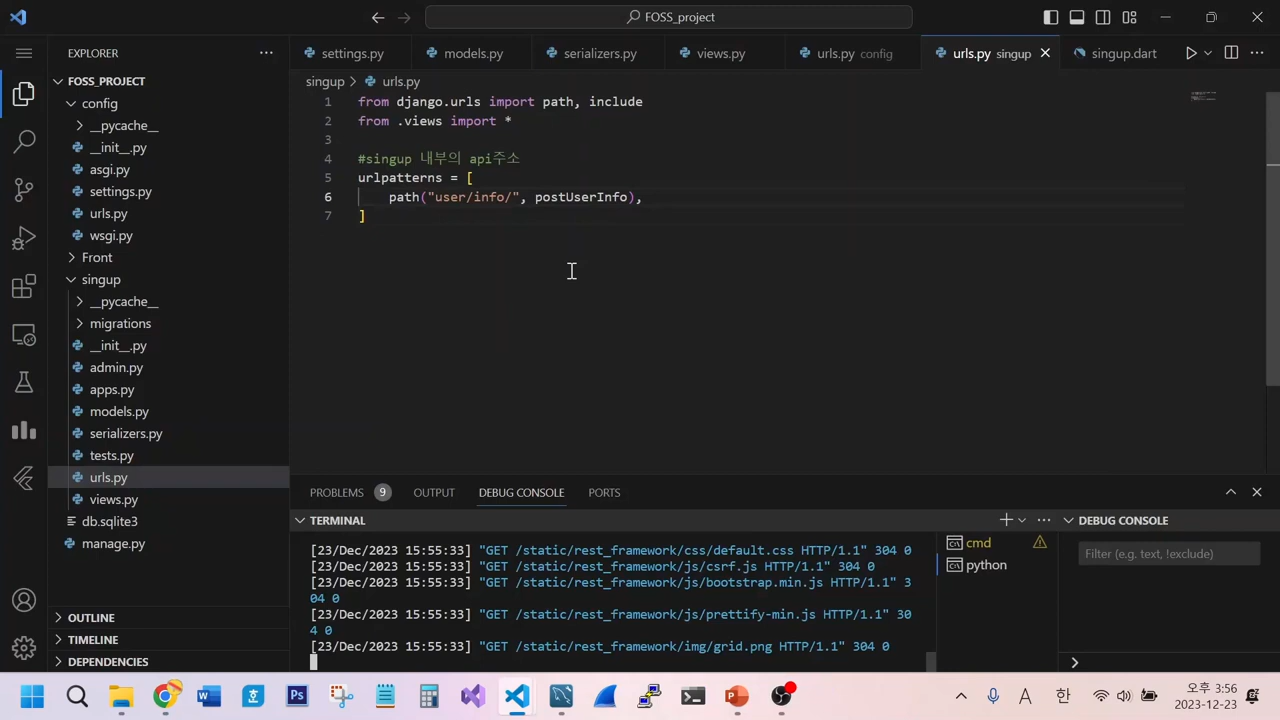 FOSS_project
EXPLORER
FOSS_PROJECT
config
__pycache__
__init__.py
asgi.py
settings.py
urls.py
wsgi.py
Front
singup
__pycache__
migrations
__init__.py
admin.py
apps.py
models.py
serializers.py
tests.py
urls.py
views.py
db.sqlite3
manage.py
OUTLINE
TIMELINE
DEPENDENCIES
settings.py
models.py
serializers.py
views.py
urls.py config
urls.py singup
singup.dart
singup > urls.py
1 from django.urls import path, include
2 from .views import *
3
4 #singup 내부의 api주소
5 urlpatterns = [
6 path("user/info/", postUserInfo),
7 ]
PROBLEMS 9 OUTPUT DEBUG CONSOLE PORTS
TERMINAL
[23/Dec/2023 15:55:33] "GET /static/rest_framework/css/default.css HTTP/1.1" 304 0
[23/Dec/2023 15:55:33] "GET /static/rest_framework/js/csrf.js HTTP/1.1" 304 0
[23/Dec/2023 15:55:33] "GET /static/rest_framework/js/bootstrap.min.js HTTP/1.1" 3
04 0
[23/Dec/2023 15:55:33] "GET /static/rest_framework/js/prettify-min.js HTTP/1.1" 30
4 0
[23/Dec/2023 15:55:33] "GET /static/rest_framework/img/grid.png HTTP/1.1" 304 0
cmd
python
DEBUG CONSOLE
Filter (e.g. text, !exclude)
A 한
오후 3:56
2023-12-23